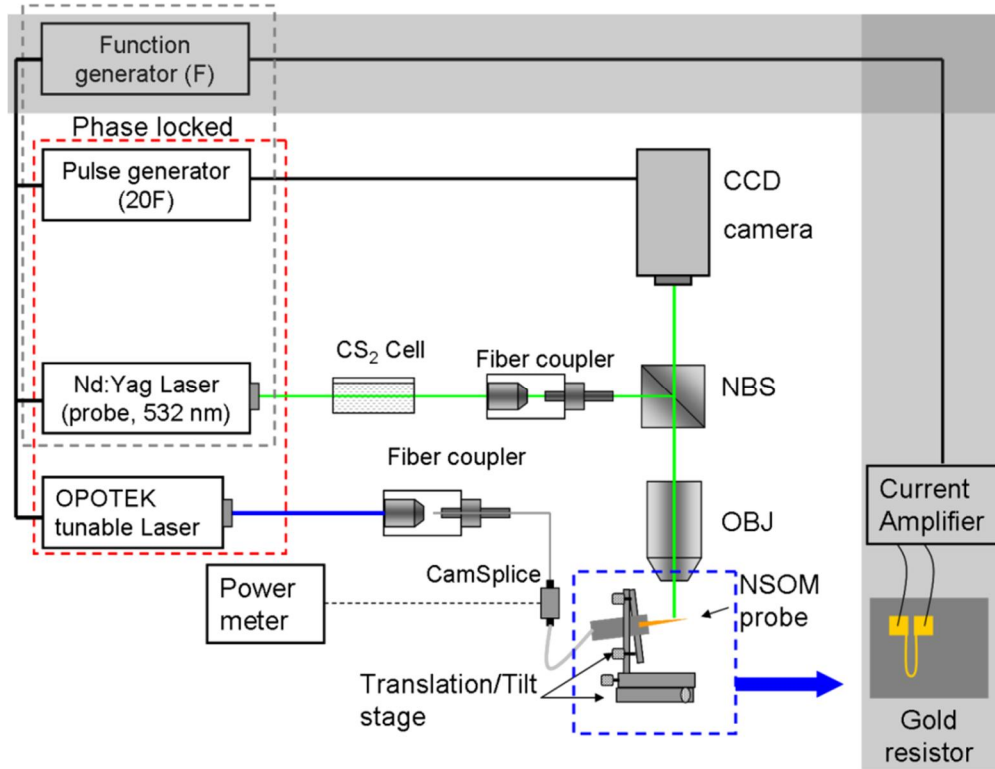 Function
generator (F)
Phase locked
Pulse generator
(20F)
CCD
camera
CS₂ Cell
Fiber coupler
Nd:Yag Laser
(probe, 532 nm)
NBS
Fiber coupler
OPOTEK
tunable Laser
OBJ
Current
Amplifier
CamSplice
Power
meter
NSOM
probe
Translation/Tilt
stage
Gold
resistor